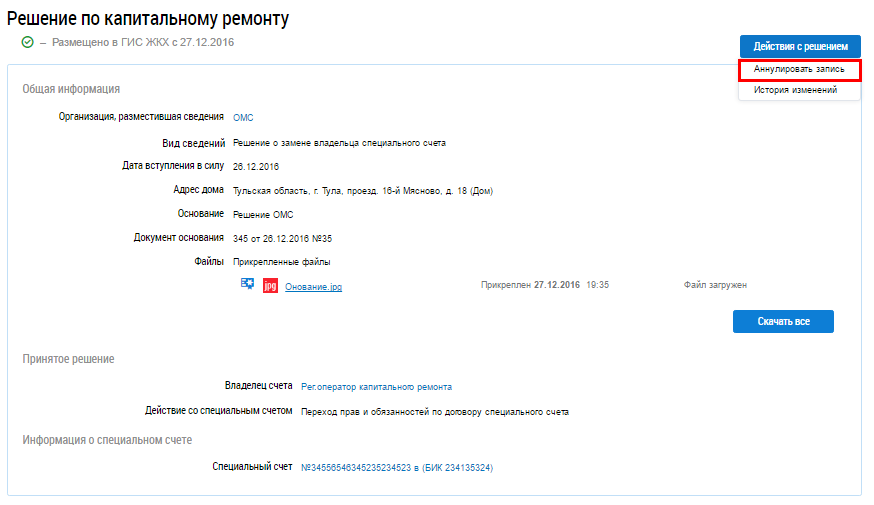 Решение по капитальному ремонту
– Размещено в ГИС ЖКХ с 27.12.2016
Действия с решением
Аннулировать запись
История изменений
Общая информация
Организация, разместившая сведения ОМС
Вид сведений Решение о замене владельца специального счета
Дата вступления в силу 26.12.2016
Адрес дома Тульская область, г. Тула, проезд. 16-й Мясново, д. 18 (Дом)
Основание Решение ОМС
Документ основания 345 от 26.12.2016 №35
Файлы Прикрепленные файлы
jpg Онование.jpg Прикреплен 27.12.2016 19:35 Файл загружен
Скачать все
Принятое решение
Владелец счета Рег.оператор капитального ремонта
Действие со специальным счетом Переход прав и обязанностей по договору специального счета
Информация о специальном счете
Специальный счет №34556546345235234523 в (БИК 234135324)